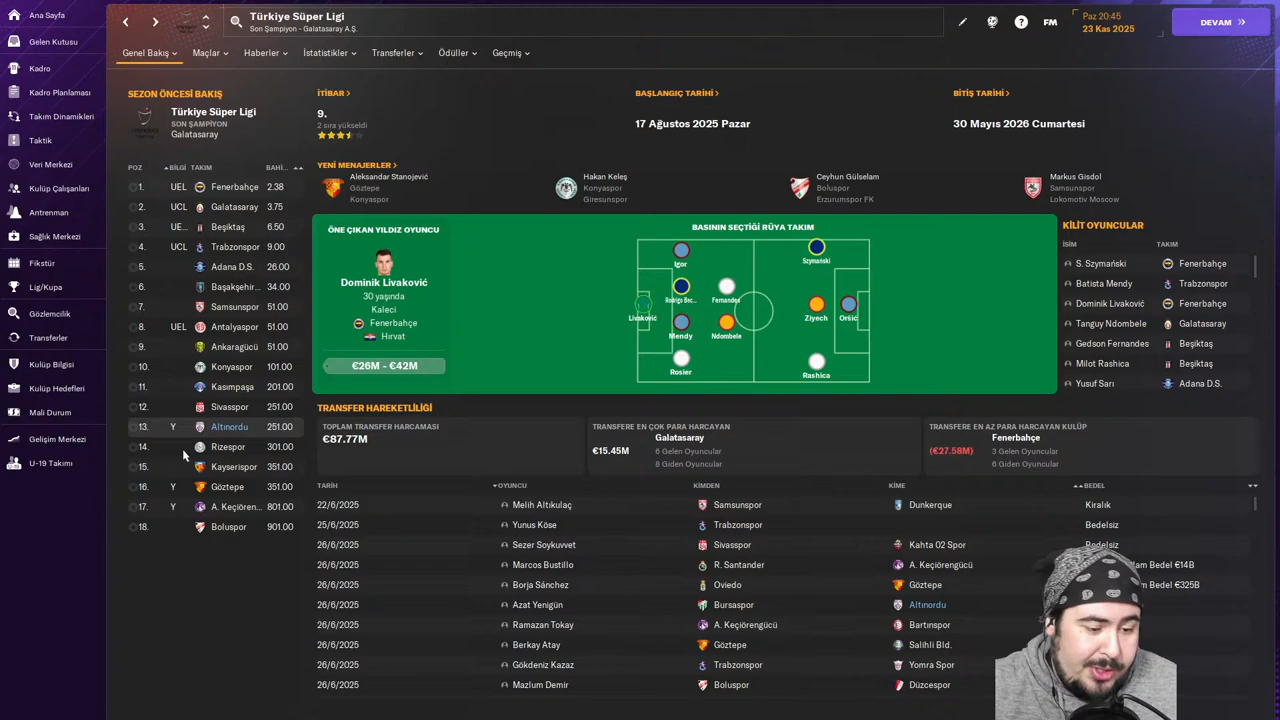 Ana Sayfa
Gelen Kutusu
Kadro
Kadro Planlaması
Takım Dinamikleri
Taktik
Veri Merkezi
Kulüp Çalışanları
Antrenman
Sağlık Merkezi
Fikstür
Lig/Kupa
Gözlemcilik
Transferler
Kulüp Bilgisi
Kulüp Hedefleri
Mali Durum
Gelişim Merkezi
U-19 Takımı
Türkiye Süper Ligi
Son Şampiyon - Galatasaray A.Ş.
FM
Paz 20:45
23 Kas 2025
DEVAM
Genel Bakış Maçlar Haberler İstatistikler Transferler Ödüller Geçmiş
SEZON ÖNCESİ BAKIŞ
Türkiye Süper Ligi
SON ŞAMPİYON
Galatasaray
POZ BİLGİ TAKIM BAHİ...
1. UEL Fenerbahçe 2.38
2. UCL Galatasaray 3.75
3. UE... Beşiktaş 6.50
4. UCL Trabzonspor 9.00
5. Adana D.S. 26.00
6. Başakşehir... 34.00
7. Samsunspor 51.00
8. UEL Antalyaspor 51.00
9. Ankaragücü 51.00
10. Konyaspor 101.00
11. Kasımpaşa 201.00
12. Sivasspor 251.00
13. Y Altınordu 251.00
14. Rizespor 301.00
15. Kayserispor 351.00
16. Y Göztepe 351.00
17. Y A. Keçiören... 801.00
18. Boluspor 901.00
İTİBAR
9.
2 sıra yükseldi
BAŞLANGIÇ TARİHİ
17 Ağustos 2025 Pazar
BİTİŞ TARİHİ
30 Mayıs 2026 Cumartesi
YENİ MENAJERLER
Aleksandar Stanojević
Göztepe
Konyaspor
Hakan Keleş
Konyaspor
Giresunspor
Ceyhun Gülselam
Boluspor
Erzurumspor FK
Markus Gisdol
Samsunspor
Lokomotiv Moscow
ÖNE ÇIKAN YILDIZ OYUNCU
Dominik Livaković
30 yaşında
Kaleci
Fenerbahçe
Hırvat
€26M - €42M
BASININ SEÇTİĞİ RÜYA TAKIM
Igor
Szymański
Rodrigo Bec...
Fernandes
Livaković
Ziyech
Oršić
Mendy
Ndombele
Rosier
Rashica
KİLİT OYUNCULAR
İSİM TAKIM
S. Szymański Fenerbahçe
Batista Mendy Trabzonspor
Dominik Livaković Fenerbahçe
Tanguy Ndombele Galatasaray
Gedson Fernandes Beşiktaş
Milot Rashica Beşiktaş
Yusuf Sarı Adana D.S.
TRANSFER HAREKETLİLİĞİ
TOPLAM TRANSFER HARCAMASI
€87.77M
TRANSFERE EN ÇOK PARA HARCAYAN
Galatasaray
€15.45M
6 Gelen Oyuncular
8 Giden Oyuncular
TRANSFERE EN AZ PARA HARCAYAN KULÜP
Fenerbahçe
(€27.58M)
3 Gelen Oyuncular
6 Giden Oyuncular
TARİH OYUNCU KİMDEN KİME BEDEL
22/6/2025 Melih Altıkulaç Samsunspor Dunkerque Kiralık
25/6/2025 Yunus Köse Trabzonspor Bedelsiz
26/6/2025 Sezer Soykuvvet Sivasspor Kahta 02 Spor Bedelsiz
26/6/2025 Marcos Bustillo R. Santander A. Keçiörengücü Bedel €14B
26/6/2025 Borja Sánchez Oviedo Göztepe Bedel €325B
26/6/2025 Azat Yenigün Bursaspor Altınordu
26/6/2025 Ramazan Tokay A. Keçiörengücü Bartınspor
26/6/2025 Berkay Atay Göztepe Salihli Bld.
26/6/2025 Gökdeniz Kazaz Trabzonspor Yomra Spor
26/6/2025 Mazlum Demir Boluspor Düzcespor